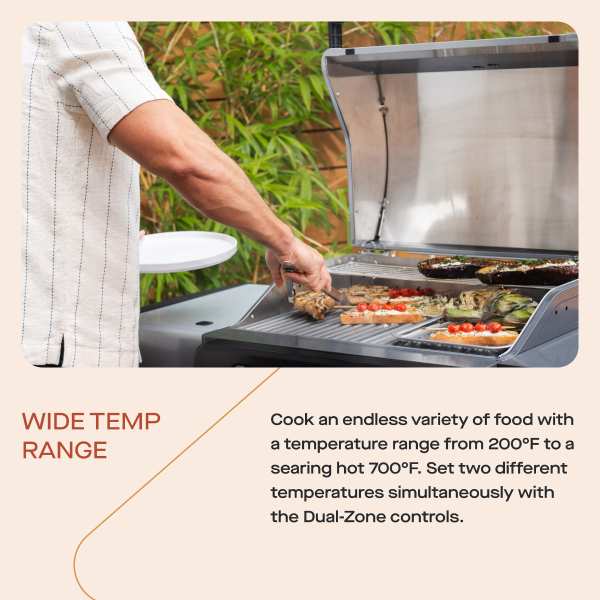 WIDE TEMP
RANGE
Cook an endless variety of food with
a temperature range from 200°F to a
searing hot 700°F. Set two different
temperatures simultaneously with
the Dual-Zone controls.